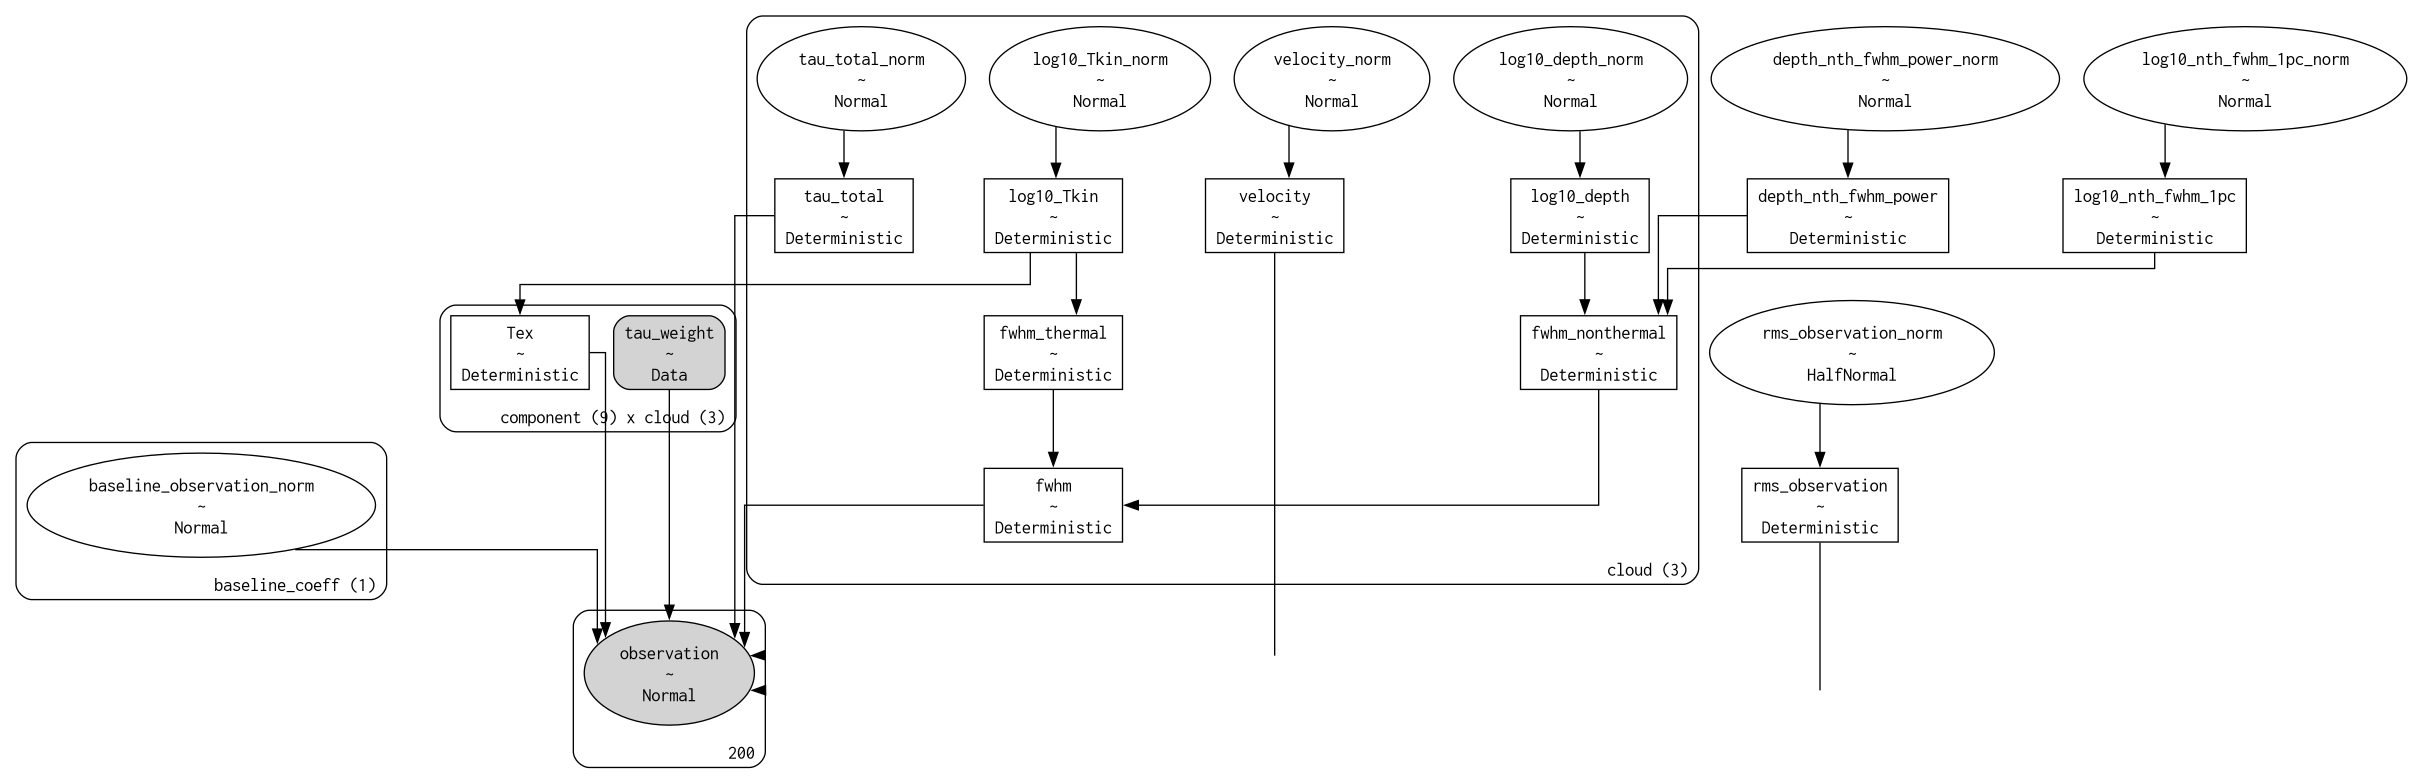 tau_total_norm
~
Normal
log10_Tkin_norm
~
Normal
velocity_norm
~
Normal
log10_depth_norm
~
Normal
depth_nth_fwhm_power_norm
~
Normal
log10_nth_fwhm_1pc_norm
~
Normal
tau_total
~
Deterministic
log10_Tkin
~
Deterministic
velocity
~
Deterministic
log10_depth
~
Deterministic
depth_nth_fwhm_power
~
Deterministic
log10_nth_fwhm_1pc
~
Deterministic
Tex
~
Deterministic
tau_weight
~
Data
component (9) x cloud (3)
fwhm_thermal
~
Deterministic
fwhm_nonthermal
~
Deterministic
rms_observation_norm
~
HalfNormal
baseline_observation_norm
~
Normal
baseline_coeff (1)
fwhm
~
Deterministic
cloud (3)
rms_observation
~
Deterministic
observation
~
Normal
200